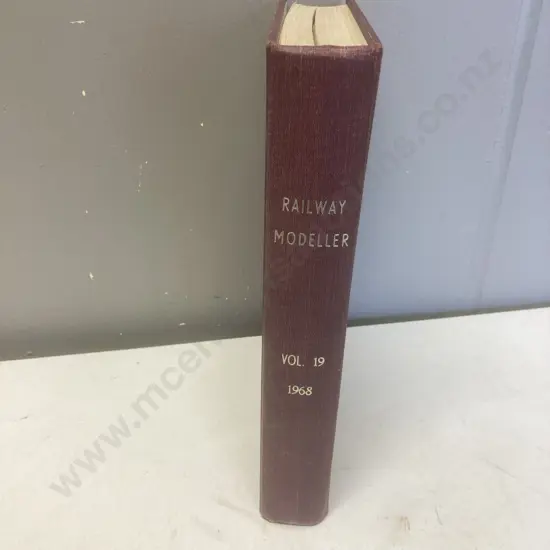 RAILWAY
MODELLER
VOL. 19
1968